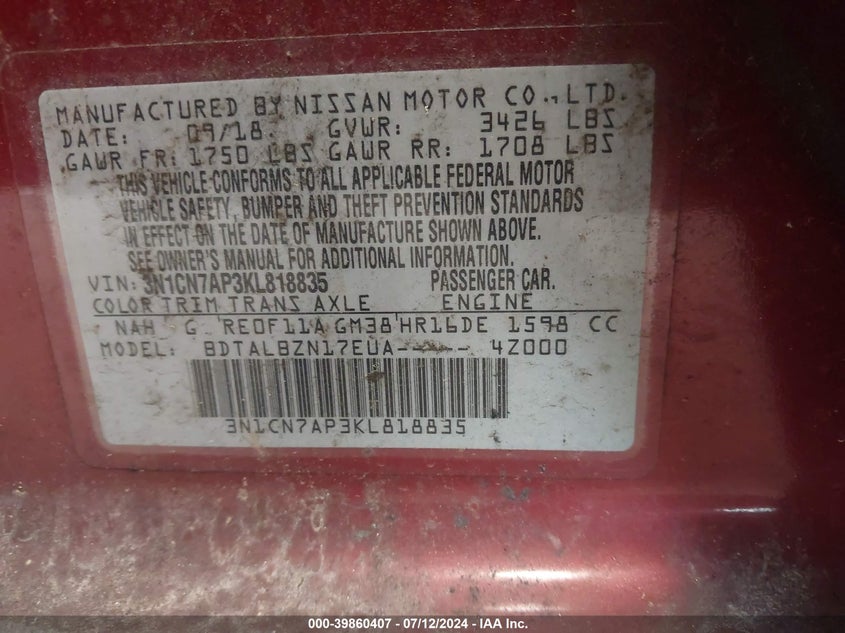 MANUFACTURED BY NISSAN MOTOR CO., LTD.
DATE: 09/18 GVWR: 3426 LBS
GAWR FR: 1750 LBS GAWR RR: 1708 LBS
THIS VEHICLE CONFORMS TO ALL APPLICABLE FEDERAL MOTOR
VEHICLE SAFETY, BUMPER AND THEFT PREVENTION STANDARDS
IN EFFECT ON THE DATE OF MANUFACTURE SHOWN ABOVE.
SEE OWNER'S MANUAL FOR ADDITIONAL INFORMATION.
VIN: 3N1CN7AP3KL818835 PASSENGER CAR.
COLOR TRIM TRANS AXLE ENGINE
NAH G RE0F11A GM38 HR16DE 1598 CC
MODEL: BDTALBZN17EUA----- 4Z000
3N1CN7AP3KL818835
000-39860407 - 07/12/2024 - IAA Inc.